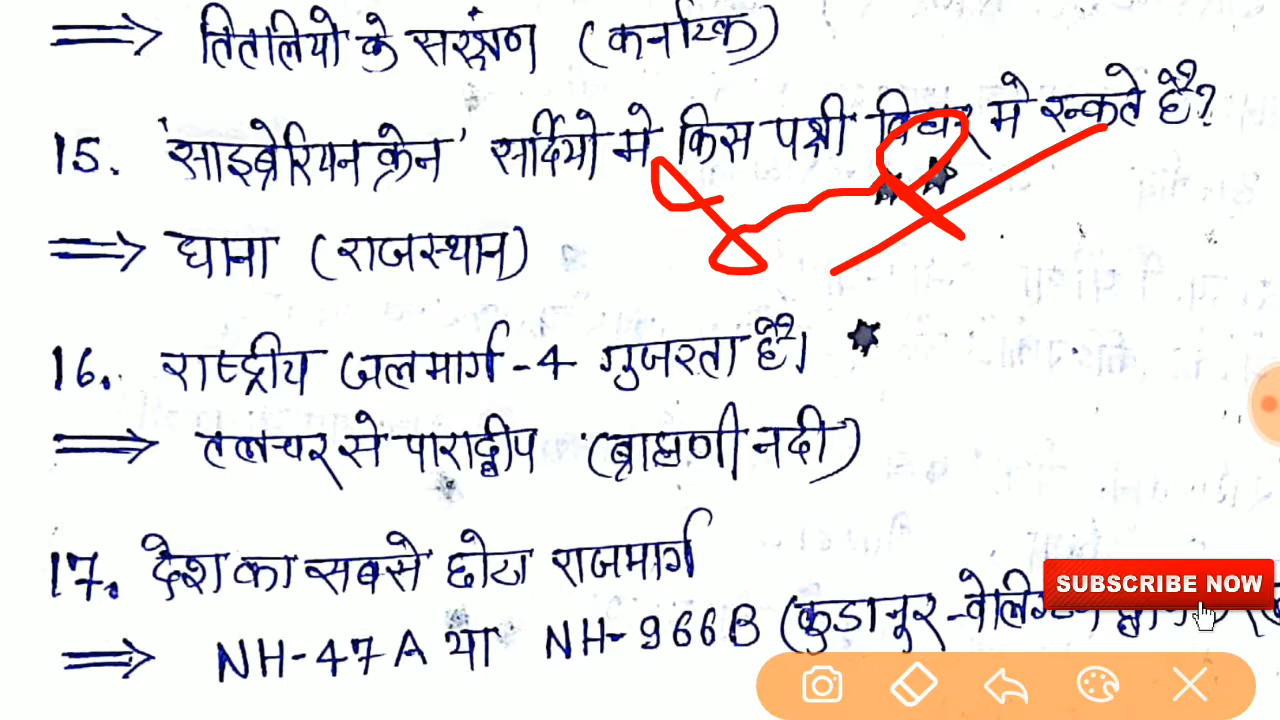 ⇒ तितलियो के सरंक्षण (कर्नाटक)
15. 'साइब्रेरियन क्रेन' सर्दियो मे किस पक्षी विहार मे रुकते है?
⇒ घाना (राजस्थान)
16. राष्ट्रीय जलमार्ग-4 गुजरता है।
⇒ तलचर से पाराद्वीप (ब्राह्मणी नदी)
17. देश का सबसे छोटा राजमार्ग
⇒ NH-47A या NH-966B (कुडानूर-
SUBSCRIBE NOW